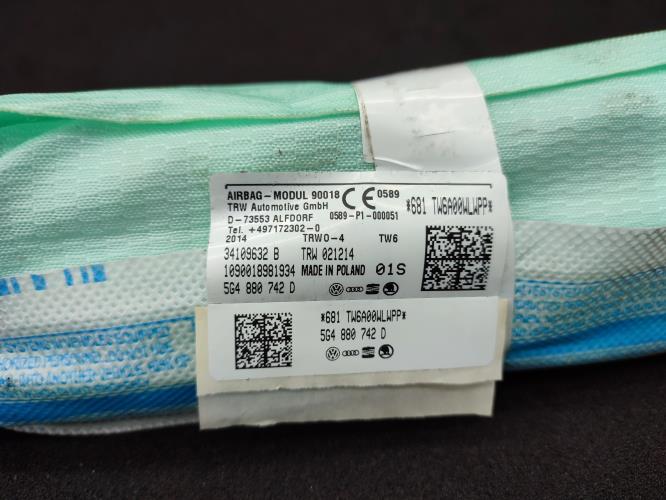 AIRBAG-MODUL 90018 CE 0589
TRW Automotive GmbH 0589-P1-000051
D-73553 ALFDORF
Tel. +497172302-0
2014 TRWO-4 TW6
34109632 B TRW 021214
1090018981934 MADE IN POLAND 01S
5G4 880 742 D
*681 TW6A00WLWPP*
*681 TW6A00WLWPP*
5G4 880 742 D